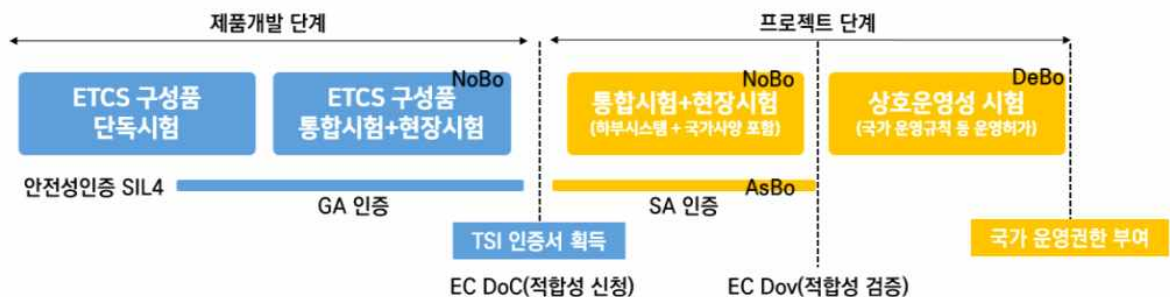 제품개발 단계
프로젝트 단계
ETCS 구성품
단독시험
NoBo
ETCS 구성품
통합시험+현장시험
NoBo
통합시험+현장시험
(하부시스템 + 국가사양 포함)
DeBo
상호운영성 시험
(국가 운영규칙 등 운영허가)
안전성인증 SIL4
GA 인증
AsBo
SA 인증
TSI 인증서 획득
국가 운영권한 부여
EC DoC(적합성 신청)
EC Dov(적합성 검증)